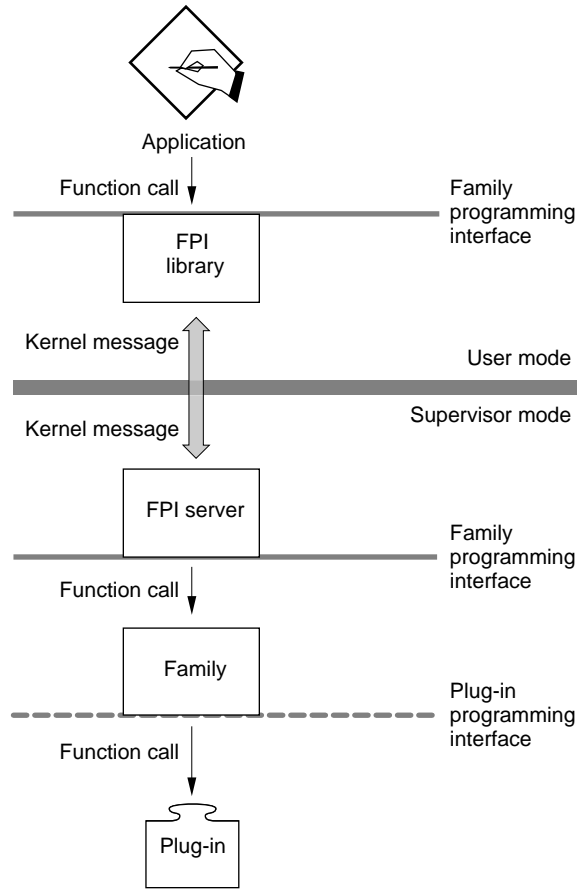 Application
Function call
Family
programming
interface
FPI
library
Kernel message
User mode
Supervisor mode
Kernel message
FPI server
Family
programming
interface
Function call
Family
Plug-in
programming
interface
Function call
Plug-in